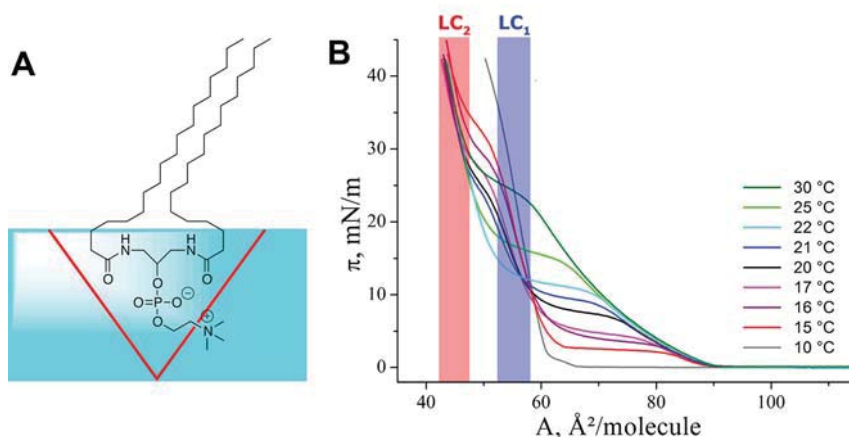 A
O
N
H
H
N
O
O
P
O⁻
O=
O
N⁺
B
LC₂
LC₁
40
30
20
10
0
π, mN/m
30 °C
25 °C
22 °C
21 °C
20 °C
17 °C
16 °C
15 °C
10 °C
40 60 80 100
A, Å²/molecule